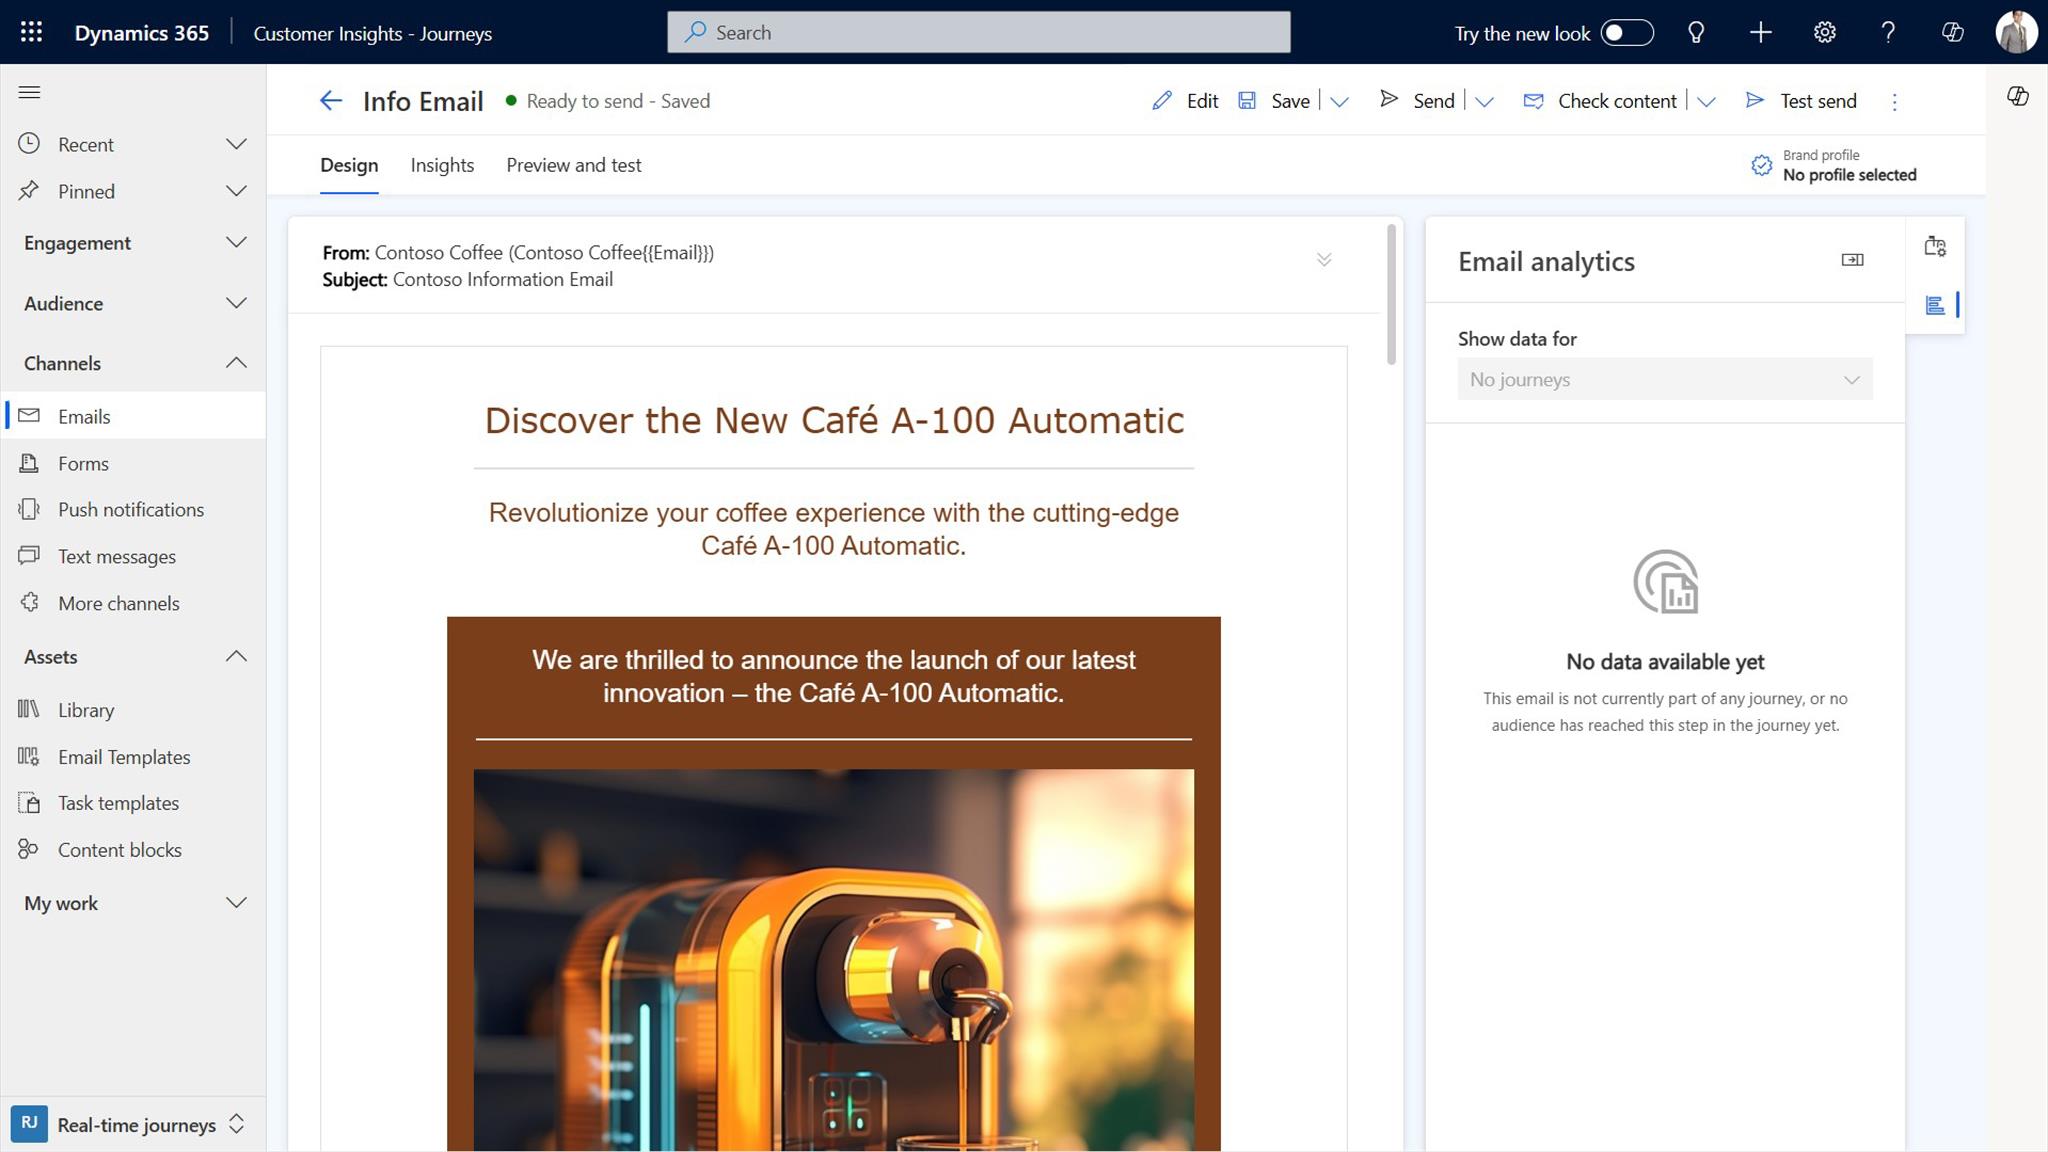 Dynamics 365
Customer Insights - Journeys
Search
Try the new look
Info Email
Ready to send - Saved
Edit
Save
Send
Check content
Test send
Recent
Pinned
Engagement
Audience
Channels
Emails
Forms
Push notifications
Text messages
More channels
Assets
Library
Email Templates
Task templates
Content blocks
My work
RJ
Real-time journeys
Design
Insights
Preview and test
Brand profile
No profile selected
From: Contoso Coffee (Contoso Coffee{{Email}})
Subject: Contoso Information Email
Discover the New Café A-100 Automatic
Revolutionize your coffee experience with the cutting-edge
Café A-100 Automatic.
We are thrilled to announce the launch of our latest
innovation – the Café A-100 Automatic.
Email analytics
Show data for
No journeys
No data available yet
This email is not currently part of any journey, or no
audience has reached this step in the journey yet.